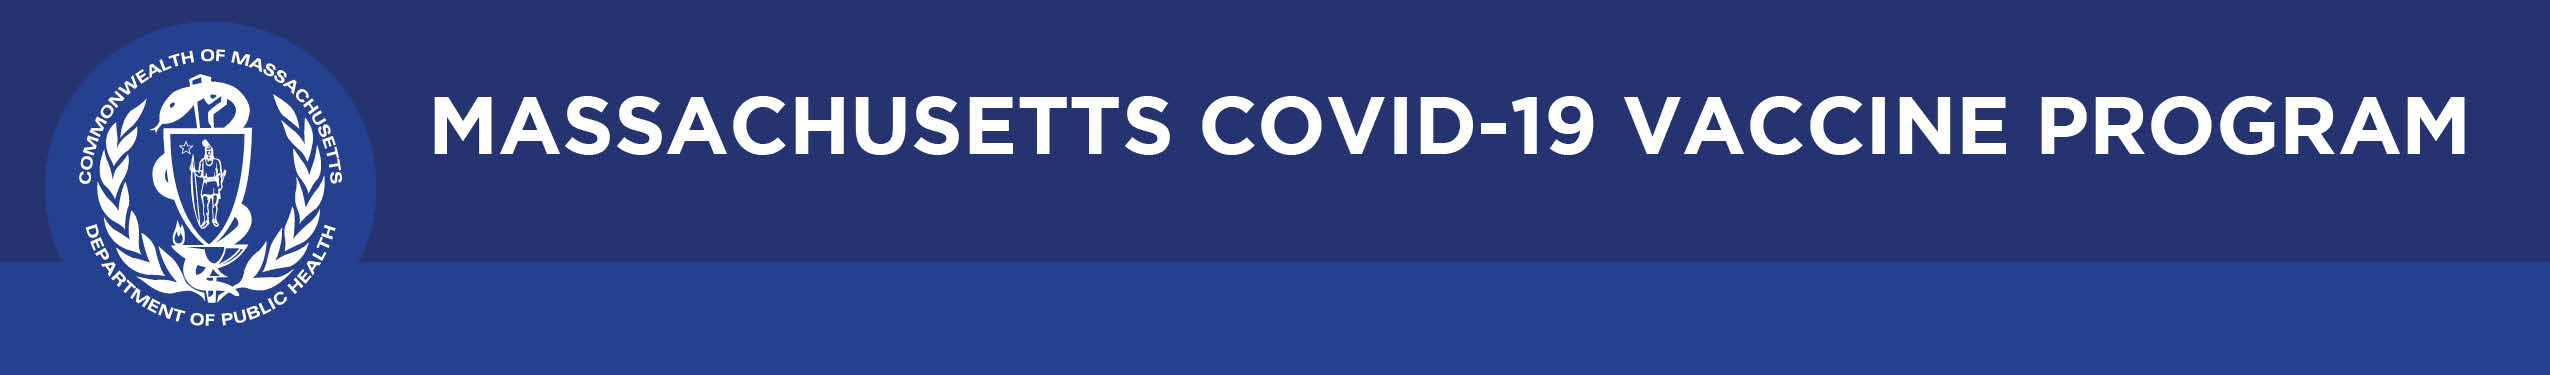 COMMONWEALTH OF MASSACHUSETTS
DEPARTMENT OF PUBLIC HEALTH
MASSACHUSETTS COVID-19 VACCINE PROGRAM